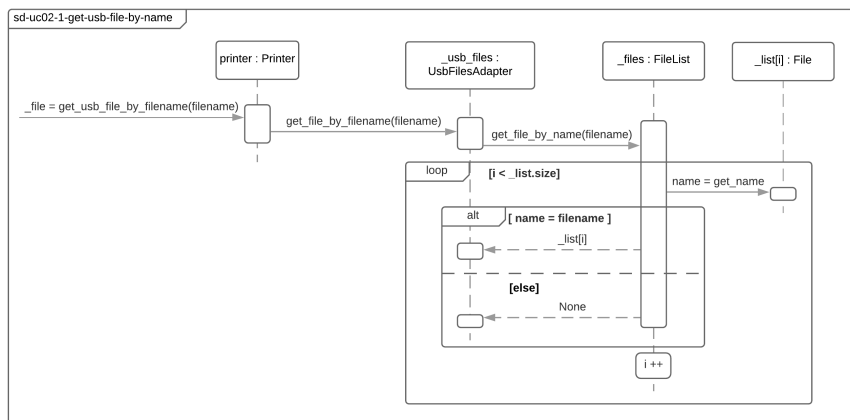 sd-uc02-1-get-usb-file-by-name
printer : Printer
_usb_files :
UsbFilesAdapter
_files : FileList
_list[i] : File
_file = get_usb_file_by_filename(filename)
get_file_by_filename(filename)
get_file_by_name(filename)
loop
[i < _list.size]
name = get_name
alt
[ name = filename ]
_list[i]
[else]
None
i ++